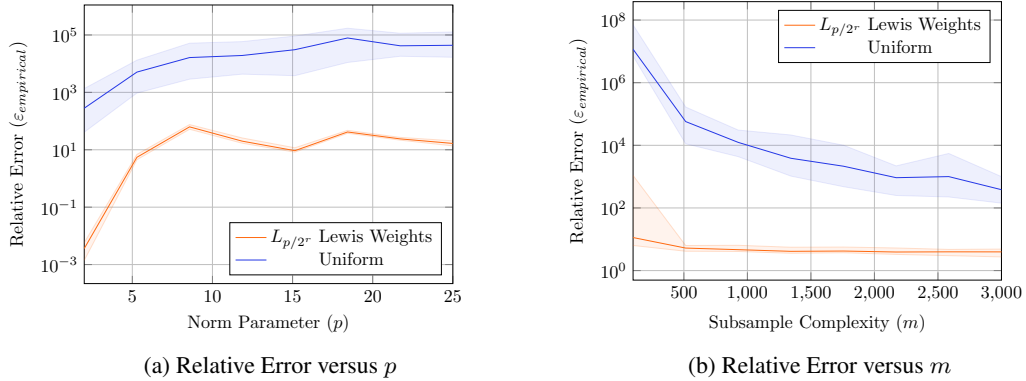 10^5
10^3
10^1
10^−1
10^−3
Relative Error (ε_empirical)
L_{p/2^r} Lewis Weights
Uniform
5
10
15
20
25
Norm Parameter (p)
(a) Relative Error versus p
10^8
10^6
10^4
10^2
10^0
Relative Error (ε_empirical)
L_{p/2^r} Lewis Weights
Uniform
500
1,000
1,500
2,000
2,500
3,000
Subsample Complexity (m)
(b) Relative Error versus m